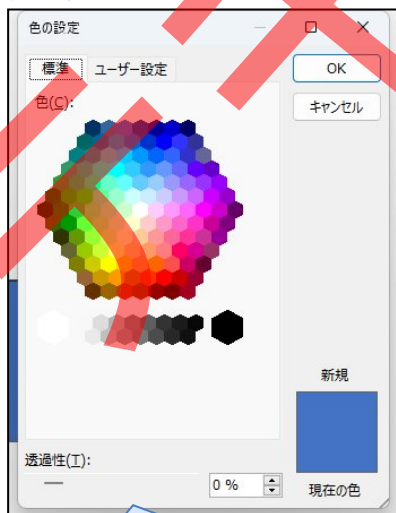 色の設定
標準 ユーザー設定
OK
色(C):
キャンセル
新規
透過性(T):
0 %
現在の色